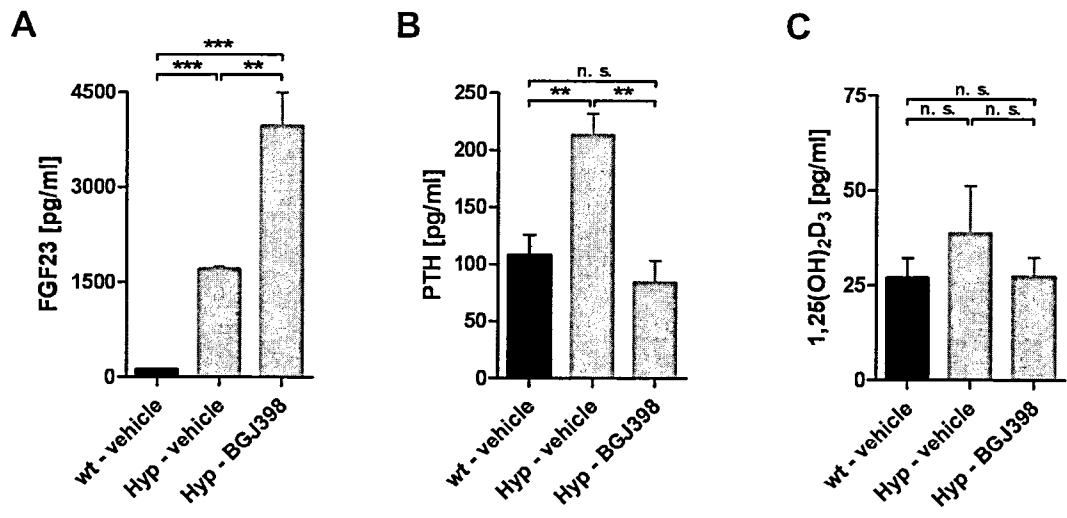 A
***
***
**
4500
3000
1500
0
FGF23 [pg/ml]
wt - vehicle
Hyp - vehicle
Hyp - BGJ398
B
n. s.
**
**
250
200
150
100
50
0
PTH [pg/ml]
wt - vehicle
Hyp - vehicle
Hyp - BGJ398
C
n. s.
n. s.
n. s.
75
50
25
0
1,25(OH)₂D₃ [pg/ml]
wt - vehicle
Hyp - vehicle
Hyp - BGJ398